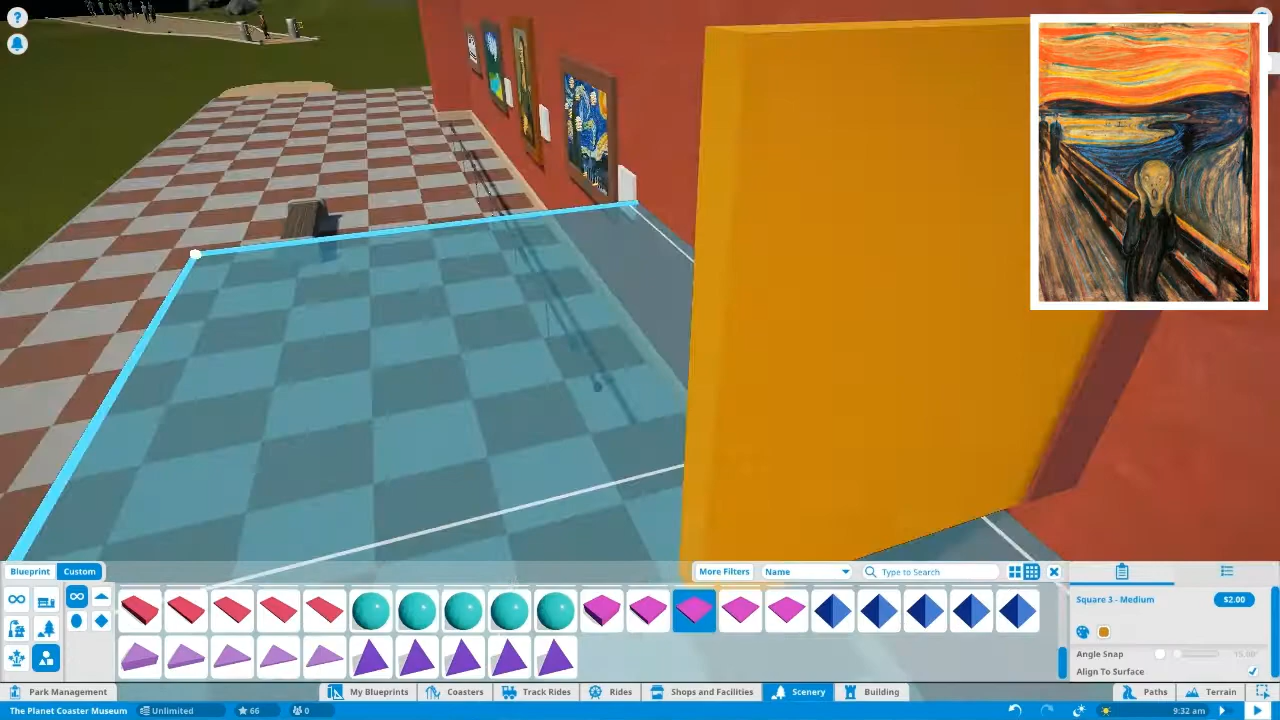 ?
Blueprint Custom More Filters Name Type to Search
Square 3 - Medium $2.00
Angle Snap 15.00°
Align To Surface
Park Management My Blueprints Coasters Track Rides Rides Shops and Facilities Scenery Building Paths Terrain
The Planet Coaster Museum Unlimited 66 0 9:32 am